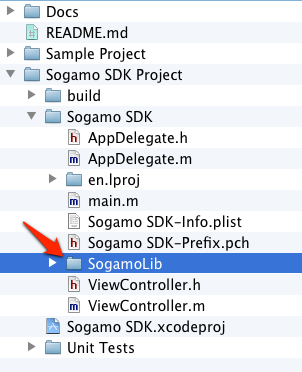 Docs
README.md
Sample Project
Sogamo SDK Project
build
Sogamo SDK
AppDelegate.h
AppDelegate.m
en.lproj
main.m
Sogamo SDK-Info.plist
Sogamo SDK-Prefix.pch
SogamoLib
ViewController.h
ViewController.m
Sogamo SDK.xcodeproj
Unit Tests